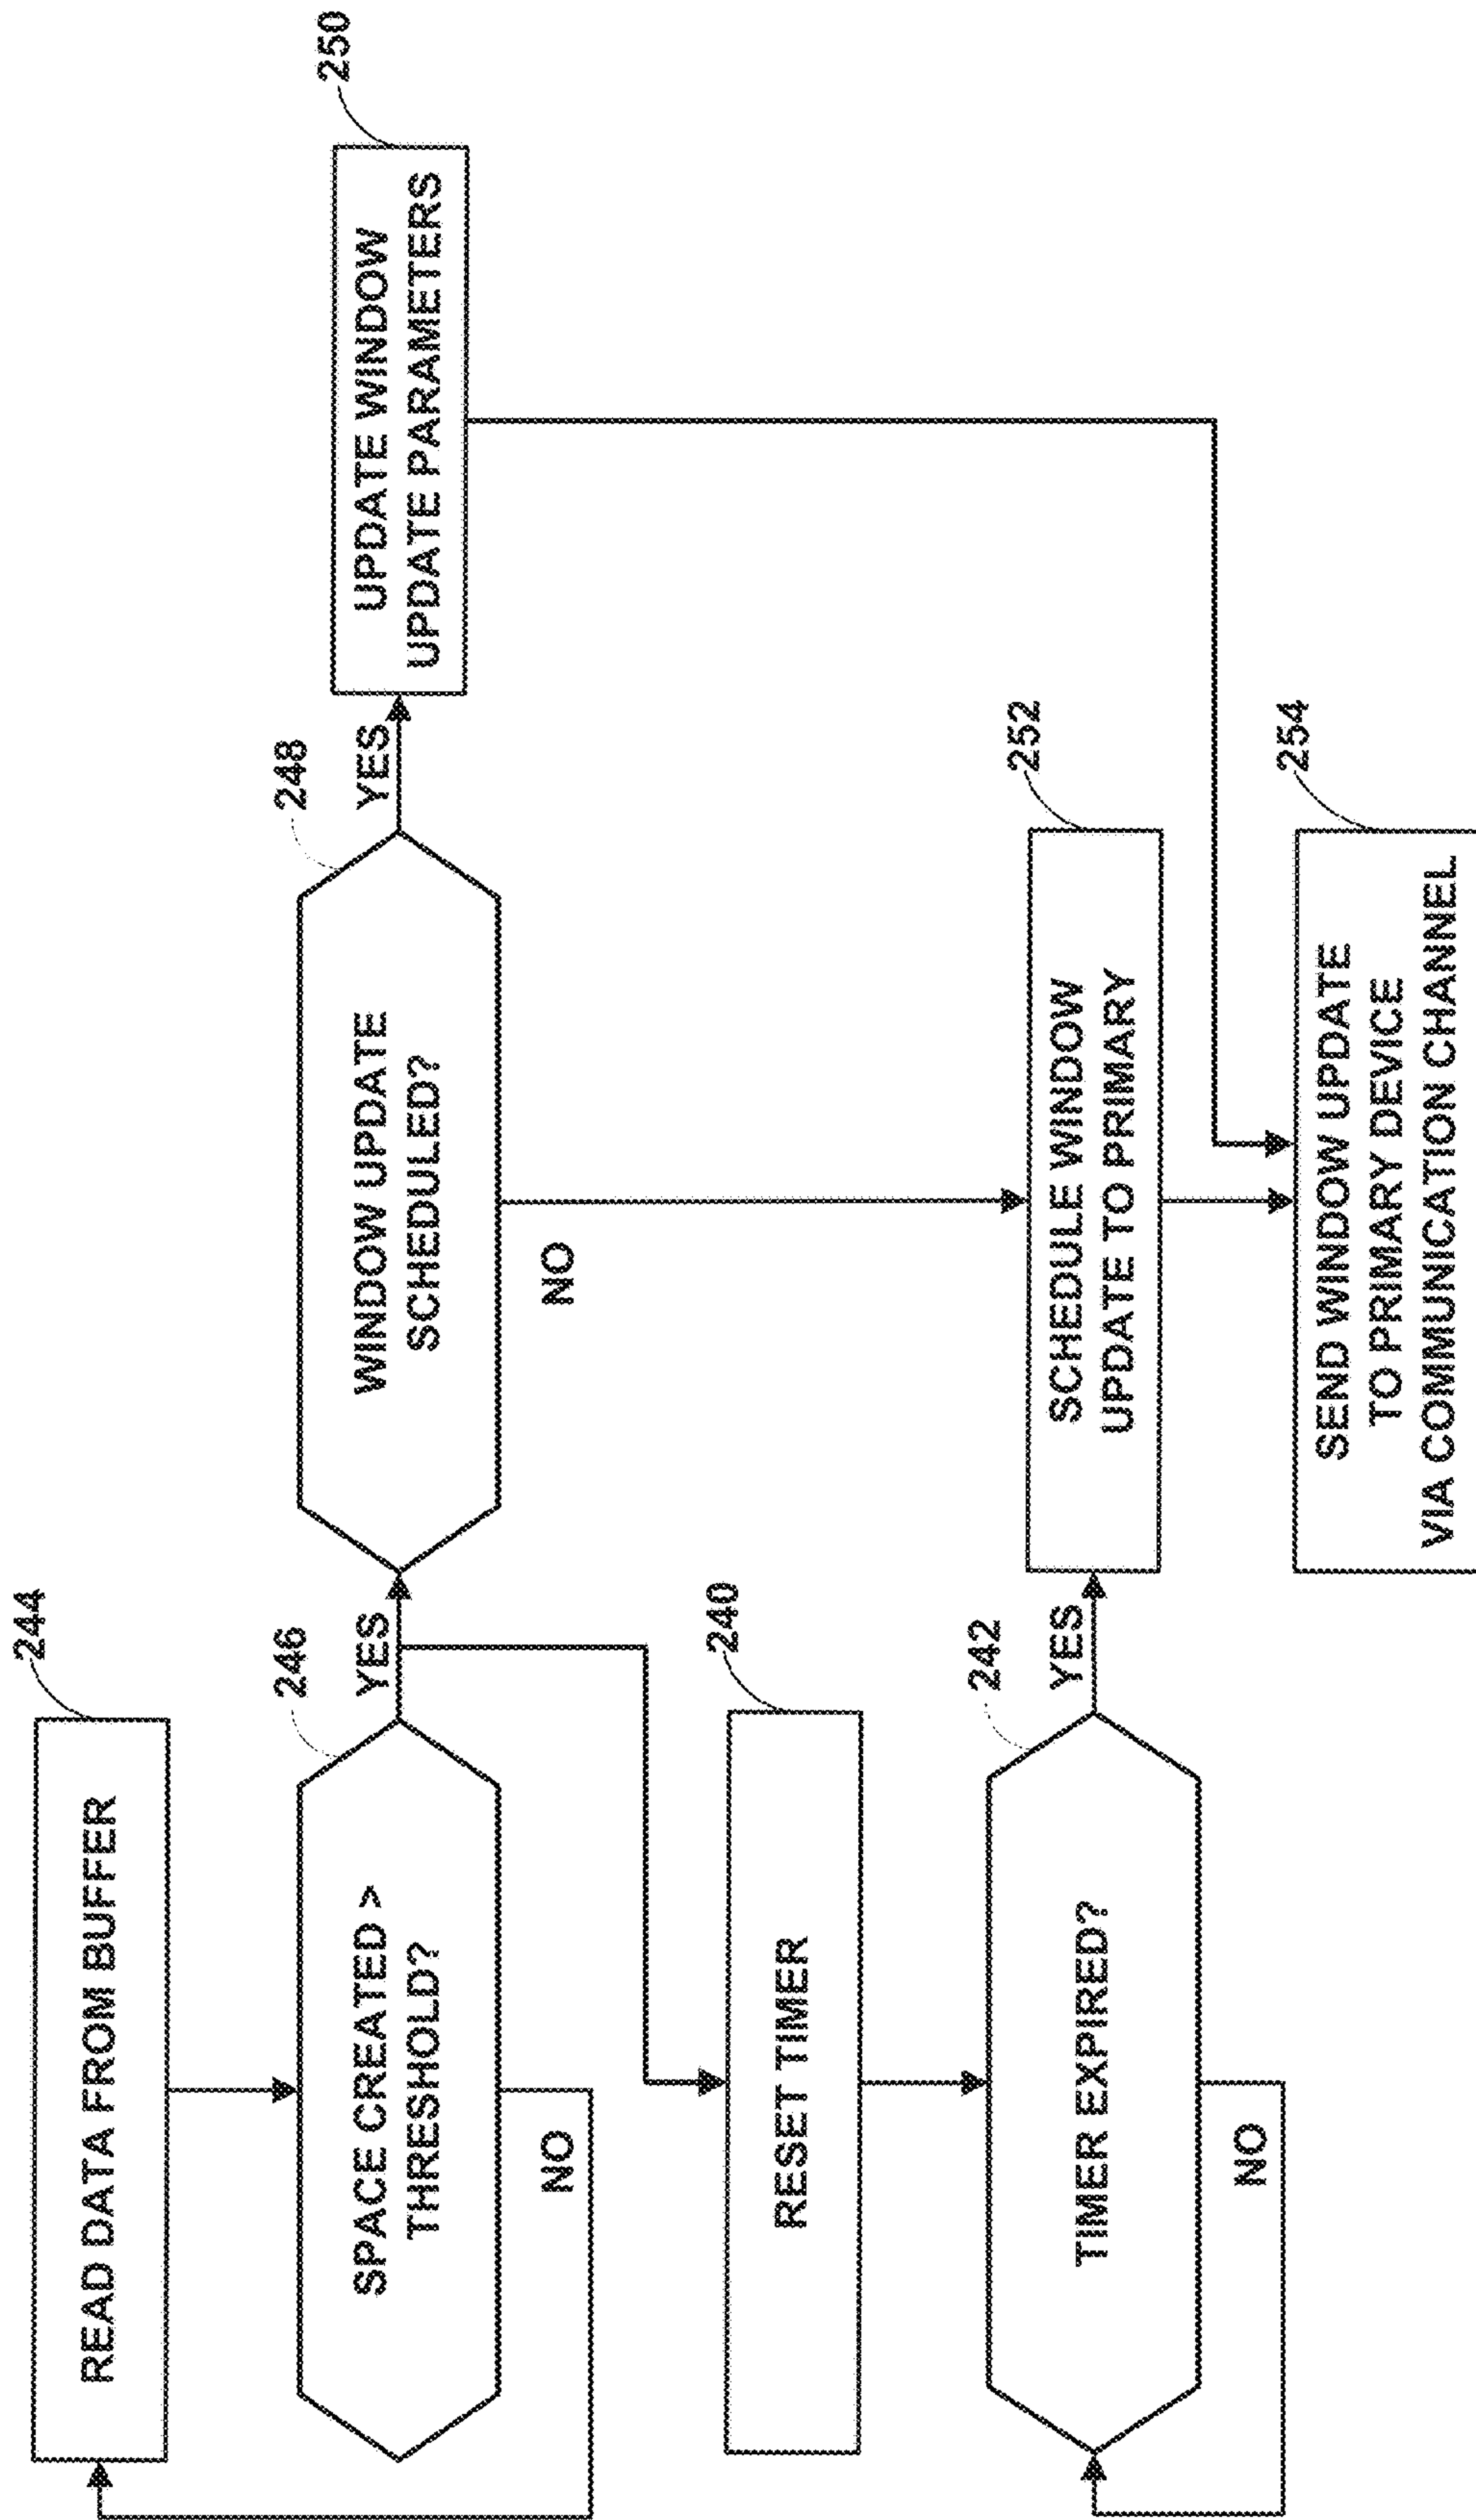 244
READ DATA FROM BUFFER
246
SPACE CREATED >
THRESHOLD?
YES
NO
248
WINDOW UPDATE
SCHEDULED?
YES
NO
250
UPDATE WINDOW
UPDATE PARAMETERS
240
RESET TIMER
242
TIMER EXPIRED?
YES
NO
252
SCHEDULE WINDOW
UPDATE TO PRIMARY
254
SEND WINDOW UPDATE
TO PRIMARY DEVICE
VIA COMMUNICATION CHANNEL